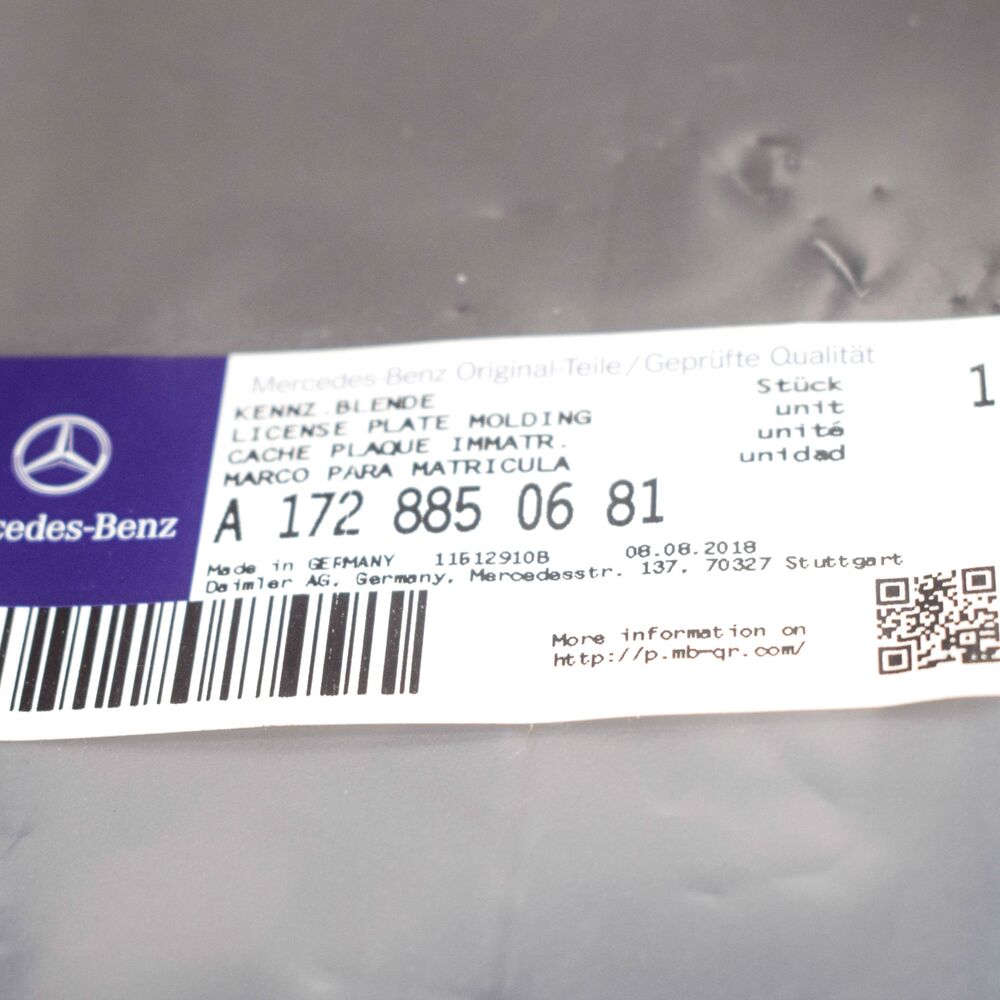 Mercedes-Benz Original-Teile/Geprüfte Qualität
KENNZ.BLENDE Stück 1
LICENSE PLATE MOLDING unit
CACHE PLAQUE IMMATR. unité
MARCO PARA MATRICULA unidad
cedes-Benz
A 172 885 06 81
Made in GERMANY 11512910B 08.08.2018
Daimler AG, Germany, Mercedesstr. 137, 70327 Stuttgart
More information on
http://p.mb-qr.com/